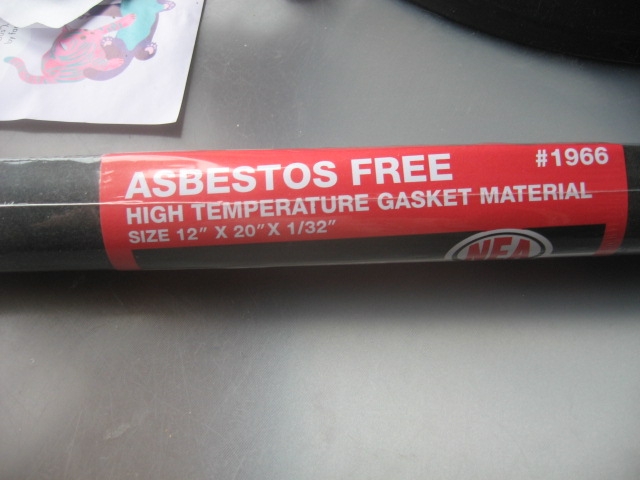 ASBESTOS FREE #1966
HIGH TEMPERATURE GASKET MATERIAL
SIZE 12" X 20" X 1/32"
NEA